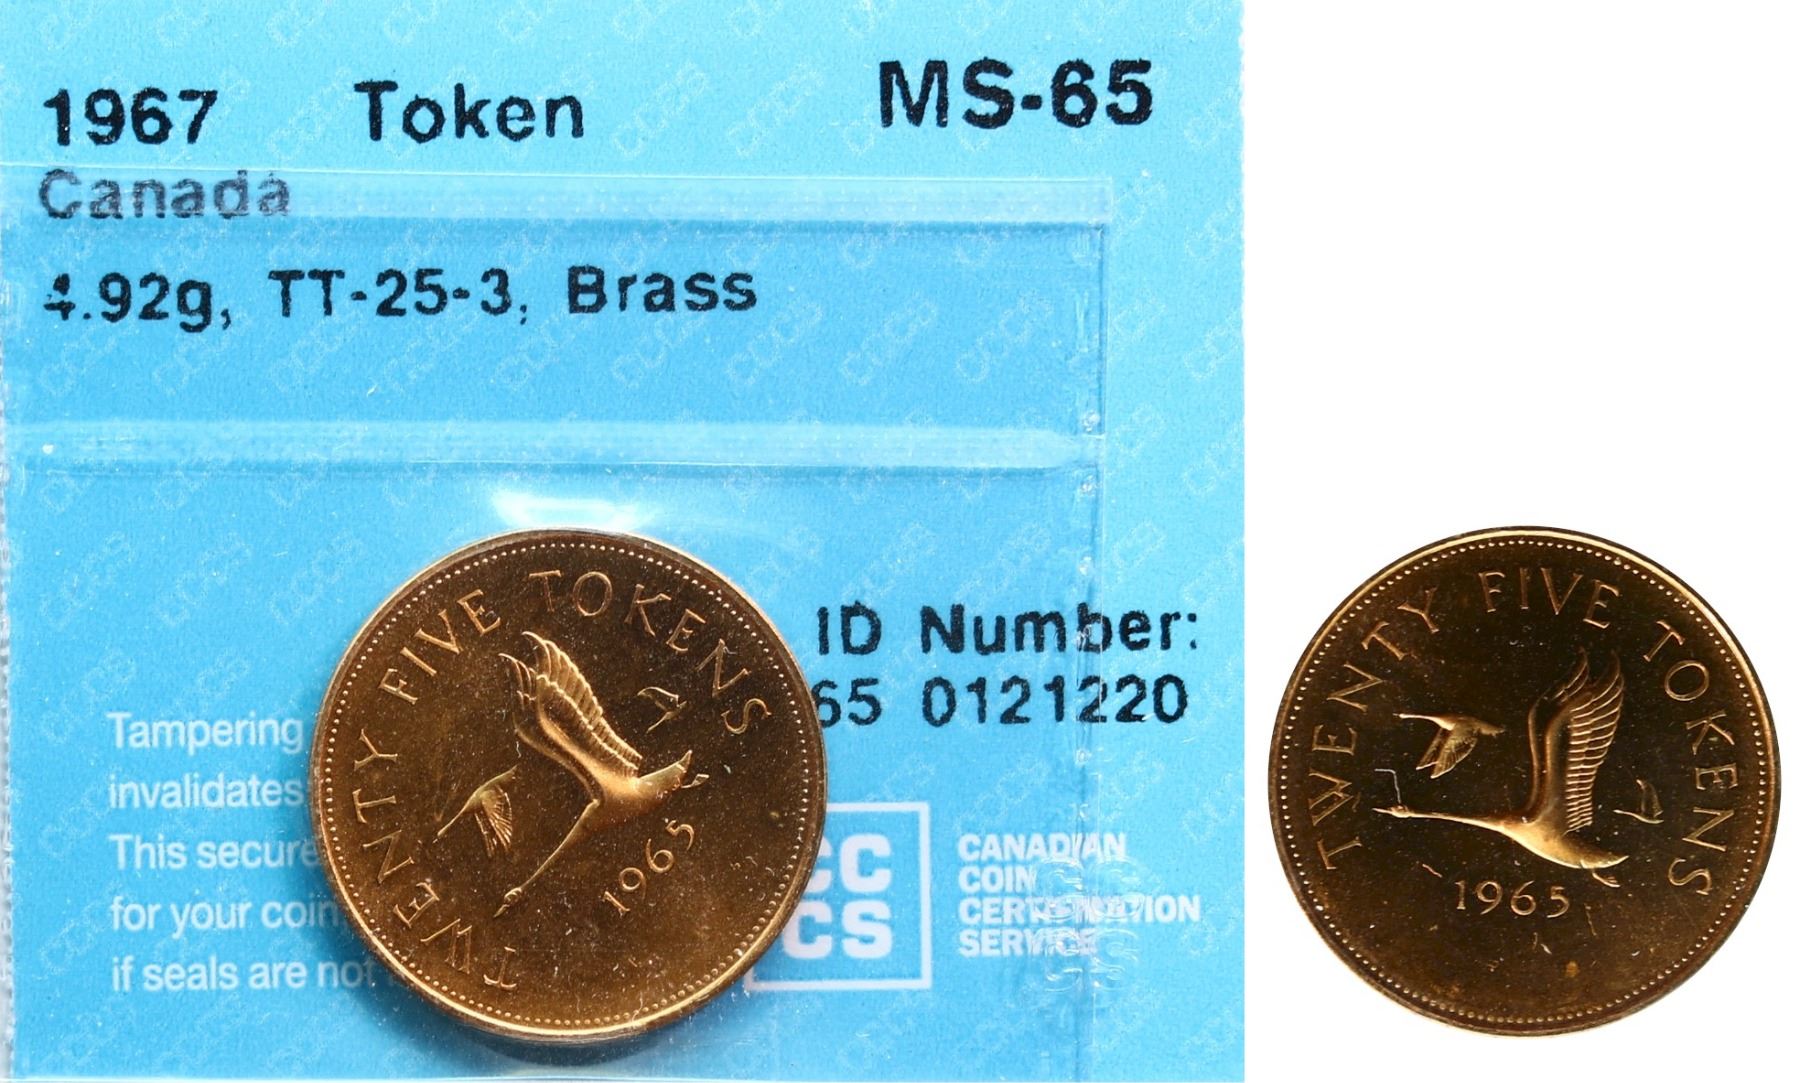 1967 Token MS-65
Canada
4.92g, TT-25-3, Brass
TWENTY FIVE TOKENS
1965
ID Number:
65 0121220
Tampering
invalidates
This secure
for your coin
if seals are not
CC
CS
CANADIAN
COIN
CERTIFICATION
SERVICE
TWENTY FIVE TOKENS
1965